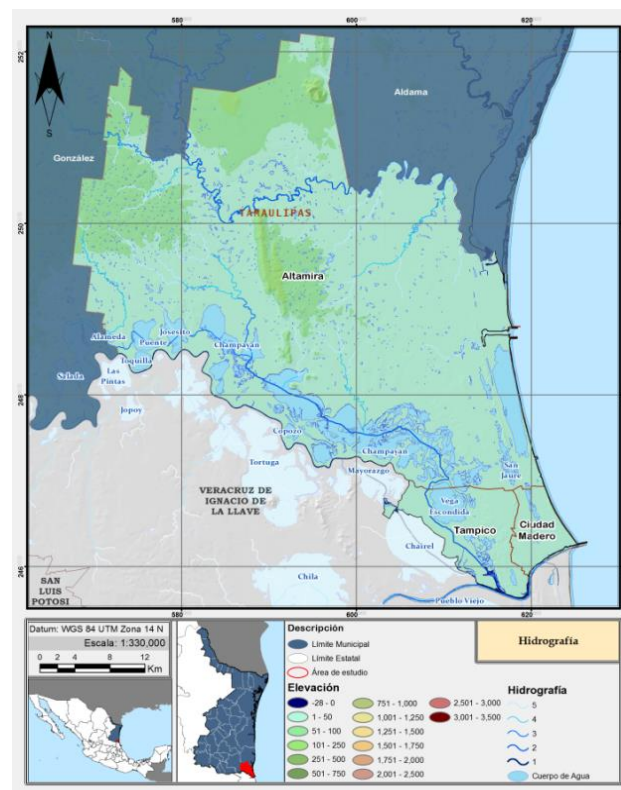 580
600
620
252
250
248
246
N
S
Aldama
González
TAMAULIPAS
Altamira
Alameda
Josesito
Puente
Champayán
Toquilla
Las
Pintas
Salada
Jopoy
Copozo
Champayan
Tortuga
Mayorazgo
San
Jaure
VERACRUZ DE
IGNACIO DE
LA LLAVE
Vega
Escondida
Ciudad
Madero
Tampico
Chairel
Chila
SAN
LUIS
POTOSI
Pueblo Viejo
580
600
620
Datum: WGS 84 UTM Zona 14 N
Escala: 1:330,000
0 2 4 8 12
Km
Descripción
Límite Municipal
Límite Estatal
Área de estudio
Elevación
-28 - 0
1 - 50
51 - 100
101 - 250
251 - 500
501 - 750
751 - 1,000
1,001 - 1,250
1,251 - 1,500
1,501 - 1,750
1,751 - 2,000
2,001 - 2,500
2,501 - 3,000
3,001 - 3,500
Hidrografía
Hidrografía
5
4
3
2
1
Cuerpo de Agua